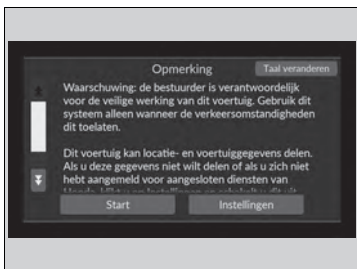 Opmerking
Taal veranderen
Waarschuwing: de bestuurder is verantwoordelijk
voor de veilige werking van dit voertuig. Gebruik dit
systeem alleen wanneer de verkeersomstandigheden
dit toelaten.
Dit voertuig kan locatie- en voertuiggegevens delen.
Als u deze gegevens niet wilt delen of als u zich niet
hebt aangemeld voor aangesloten diensten van
Start
Instellingen